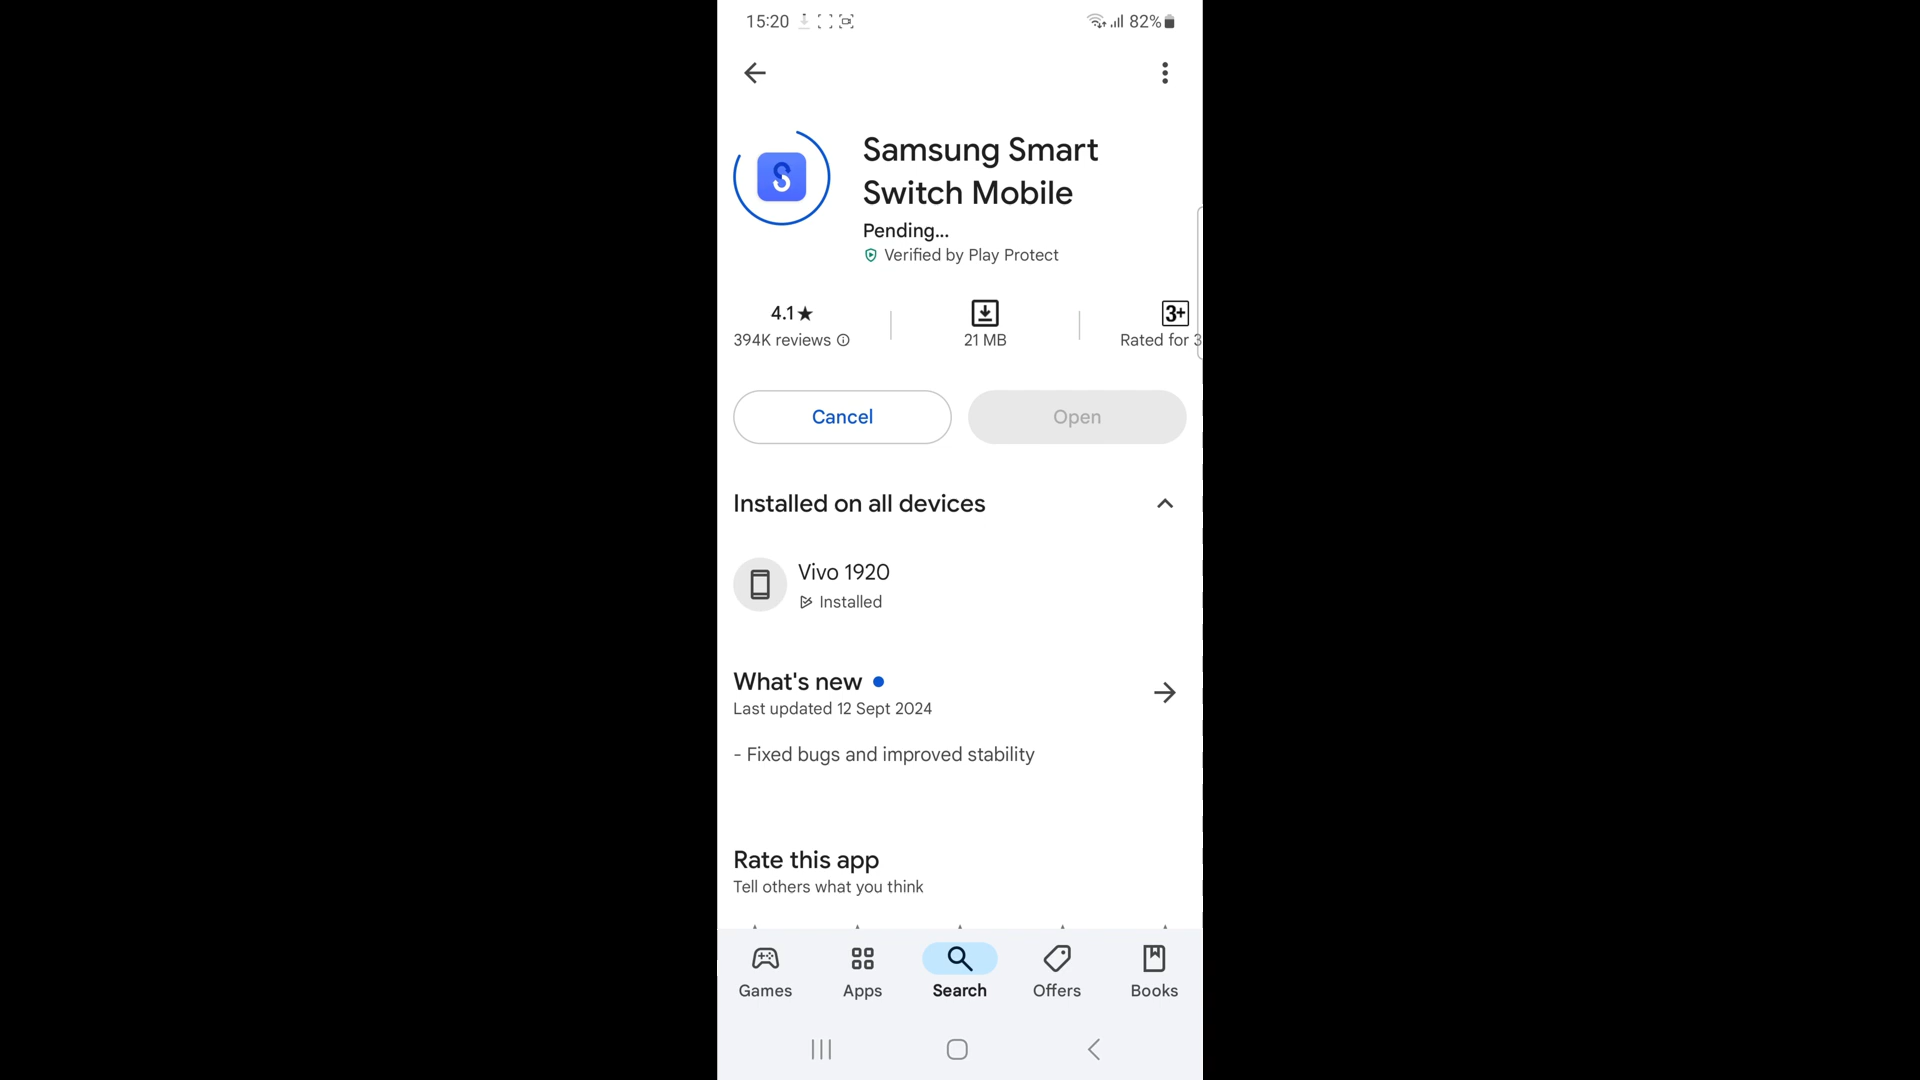 15:20 82%
Samsung Smart
Switch Mobile
Pending...
Verified by Play Protect
4.1★
394K reviews
21 MB
3+
Rated for 3
Cancel
Open
Installed on all devices
Vivo 1920
Installed
What's new
Last updated 12 Sept 2024
- Fixed bugs and improved stability
Rate this app
Tell others what you think
Games Apps Search Offers Books